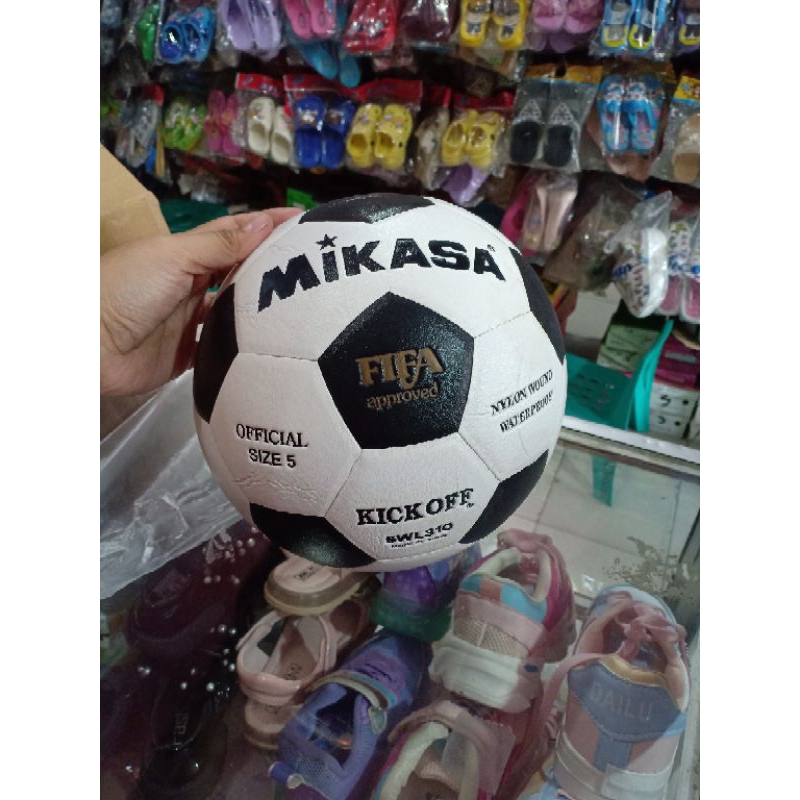 MiKASA
FIFA
approved
NYLON WOUND
WATERPROOF
OFFICIAL
SIZE 5
KICK OFF
SWL310
DAILU